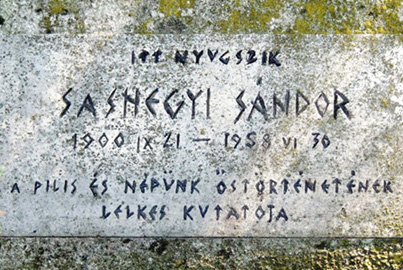 ITT NYUGSZIK
SASHEGYI SÁNDOR
1900 IX 21 — 1958 VI 30.
A PILIS ÉS NÉPÜNK ŐSTÖRTÉNETÉNEK
LELKES KUTATÓJA